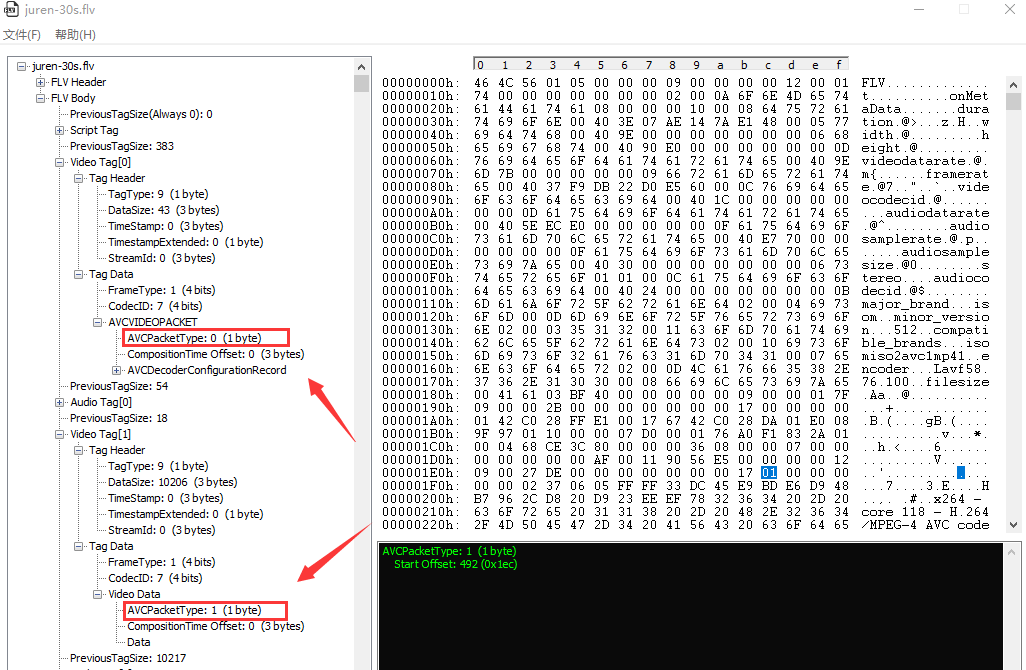 juren-30s.flv
文件(F) 帮助(H)
juren-30s.flv
FLV Header
FLV Body
PreviousTagSize(Always 0): 0
Script Tag
PreviousTagSize: 383
Video Tag[0]
Tag Header
TagType: 9 (1 byte)
DataSize: 43 (3 bytes)
TimeStamp: 0 (3 bytes)
TimestampExtended: 0 (1 byte)
StreamId: 0 (3 bytes)
Tag Data
FrameType: 1 (4 bits)
CodecID: 7 (4 bits)
AVCVIDEOPACKET
AVCPacketType: 0 (1 byte)
CompositionTime Offset: 0 (3 bytes)
AVCDecoderConfigurationRecord
PreviousTagSize: 54
Audio Tag[0]
PreviousTagSize: 18
Video Tag[1]
Tag Header
TagType: 9 (1 byte)
DataSize: 10206 (3 bytes)
TimeStamp: 0 (3 bytes)
TimestampExtended: 0 (1 byte)
StreamId: 0 (3 bytes)
Tag Data
FrameType: 1 (4 bits)
CodecID: 7 (4 bits)
Video Data
AVCPacketType: 1 (1 byte)
CompositionTime Offset: 0 (3 bytes)
Data
PreviousTagSize: 10217
0 1 2 3 4 5 6 7 8 9 a b c d e f
00000000h: 46 4C 56 01 05 00 00 00 09 00 00 00 00 12 00 01 FLV.............
00000010h: 74 00 00 00 00 00 00 00 02 00 0A 6F 6E 4D 65 74 t..........onMet
00000020h: 61 44 61 74 61 08 00 00 00 10 00 08 64 75 72 61 aData.......dura
00000030h: 74 69 6F 6E 00 40 3E 07 AE 14 7A E1 48 00 05 77 tion.@>...z.H..w
00000040h: 69 64 74 68 00 40 9E 00 00 00 00 00 00 00 06 68 idth.@.........h
00000050h: 65 69 67 68 74 00 40 90 E0 00 00 00 00 00 00 0D eight.@.........
00000060h: 76 69 64 65 6F 64 61 74 61 72 61 74 65 00 40 9E videodatarate.@.
00000070h: 6D 7B 00 00 00 00 00 09 66 72 61 6D 65 72 61 74 m{......framerat
00000080h: 65 00 40 37 F9 DB 22 D0 E5 60 00 0C 76 69 64 65 e.@7.."..`..vide
00000090h: 6F 63 6F 64 65 63 69 64 00 40 1C 00 00 00 00 00 ocodecid.@......
000000A0h: 00 00 0D 61 75 64 69 6F 64 61 74 61 72 61 74 65 ...audiodatarate
000000B0h: 00 40 5E EC E0 00 00 00 00 00 0F 61 75 64 69 6F .@^........audio
000000C0h: 73 61 6D 70 6C 65 72 61 74 65 00 40 E7 70 00 00 samplerate.@.p..
000000D0h: 00 00 00 00 0F 61 75 64 69 6F 73 61 6D 70 6C 65 .....audiosample
000000E0h: 73 69 7A 65 00 40 30 00 00 00 00 00 00 00 06 73 size.@0........s
000000F0h: 74 65 72 65 6F 01 01 00 0C 61 75 64 69 6F 63 6F tereo....audioco
00000100h: 64 65 63 69 64 00 40 24 00 00 00 00 00 00 00 0B decid.@$........
00000110h: 6D 61 6A 6F 72 5F 62 72 61 6E 64 02 00 04 69 73 major_brand...is
00000120h: 6F 6D 00 0D 6D 69 6E 6F 72 5F 76 65 72 73 69 6F om..minor_versio
00000130h: 6E 02 00 03 35 31 32 00 11 63 6F 6D 70 61 74 69 n...512..compati
00000140h: 62 6C 65 5F 62 72 61 6E 64 73 02 00 10 69 73 6F ble_brands...iso
00000150h: 6D 69 73 6F 32 61 76 63 31 6D 70 34 31 00 07 65 miso2avc1mp41..e
00000160h: 6E 63 6F 64 65 72 02 00 0D 4C 61 76 66 35 38 2E ncoder...Lavf58.
00000170h: 37 36 2E 31 30 30 00 08 66 69 6C 65 73 69 7A 65 76.100..filesize
00000180h: 00 41 61 03 BF 40 00 00 00 00 00 09 00 00 01 7F .Aa..@..........
00000190h: 09 00 00 2B 00 00 00 00 00 00 00 17 00 00 00 00 ...+............
000001A0h: 01 42 C0 28 FF E1 00 17 67 42 C0 28 DA 01 E0 08 .B.(....gB.(....
000001B0h: 9F 97 01 10 00 00 07 D0 00 01 76 A0 F1 83 2A 01 ..........v...*.
000001C0h: 00 04 68 CE 3C 80 00 00 00 36 08 00 00 07 00 00 ..h.<....6......
000001D0h: 00 00 00 00 00 AF 00 11 90 56 E5 00 00 00 00 12 .........V......
000001E0h: 09 00 27 DE 00 00 00 00 00 00 00 17 01 00 00 00 ..'.............
000001F0h: 00 00 02 37 06 05 FF FF 33 DC 45 E9 BD E6 D9 48 ...7....3.E....H
00000200h: B7 96 2C D8 20 D9 23 EE EF 78 32 36 34 20 2D 20 ..,. .#..x264 -
00000210h: 63 6F 72 65 20 31 31 38 20 2D 20 48 2E 32 36 34 core 118 - H.264
00000220h: 2F 4D 50 45 47 2D 34 20 41 56 43 20 63 6F 64 65 /MPEG-4 AVC code
AVCPacketType: 1 (1 byte)
Start Offset: 492 (0x1ec)